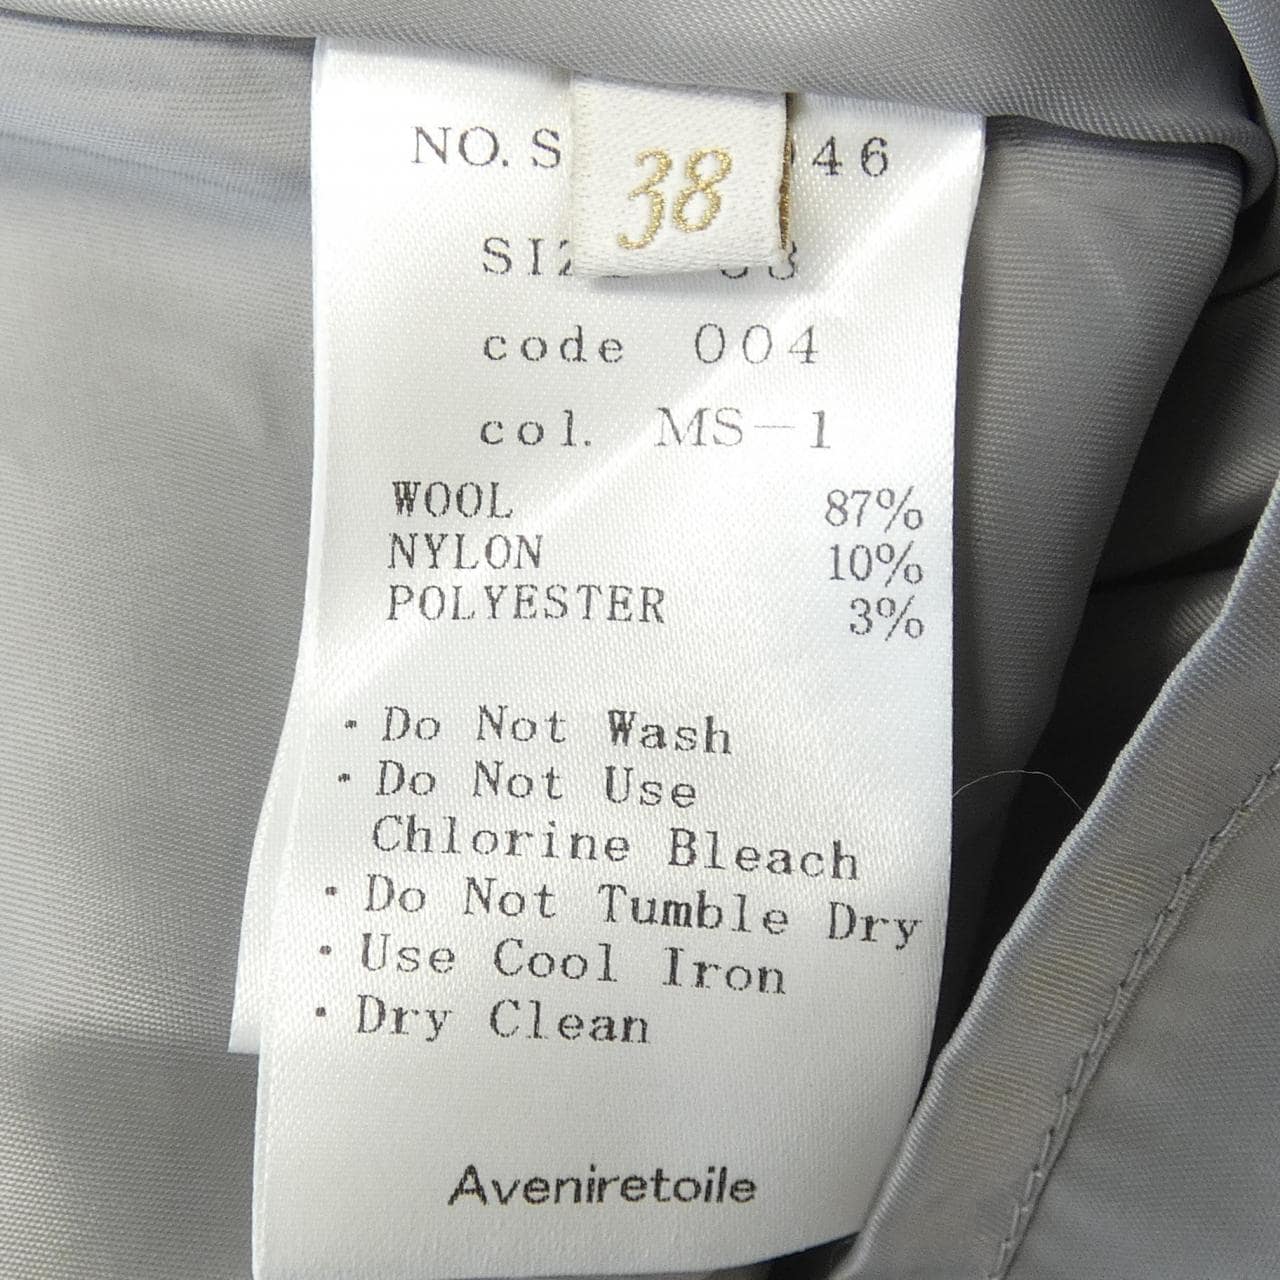 NO. S 46
38
code 004
col. MS-1
WOOL 87%
NYLON 10%
POLYESTER 3%
· Do Not Wash
· Do Not Use
Chlorine Bleach
· Do Not Tumble Dry
· Use Cool Iron
· Dry Clean
Aveniretoile